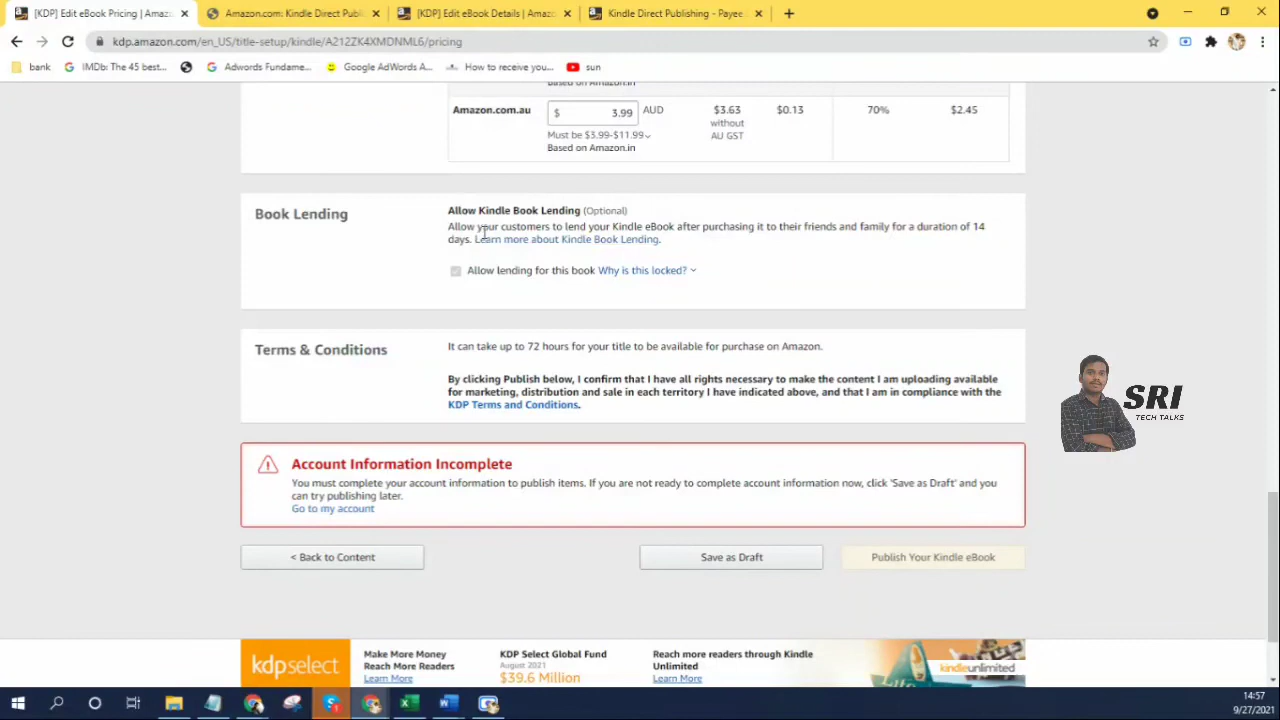 [KDP] Edit eBook Pricing | Amaz
Amazon.com: Kindle Direct Publ
[KDP] Edit eBook Details | Amaz
Kindle Direct Publishing - Payee
kdp.amazon.com/en_US/title-setup/kindle/A212ZK4XMDNML6/pricing
bank
IMDb: The 45 best...
Adwords Fundame...
Google AdWords A...
How to receive you...
sun
Based on Amazon.in
Amazon.com.au $ 3.99 AUD $3.63 $0.13 70% $2.45
without
AU GST
Must be $3.99-$11.99
Based on Amazon.in
Book Lending
Allow Kindle Book Lending (Optional)
Allow your customers to lend your Kindle eBook after purchasing it to their friends and family for a duration of 14
days. Learn more about Kindle Book Lending.
Allow lending for this book Why is this locked?
Terms & Conditions
It can take up to 72 hours for your title to be available for purchase on Amazon.
By clicking Publish below, I confirm that I have all rights necessary to make the content I am uploading available
for marketing, distribution and sale in each territory I have indicated above, and that I am in compliance with the
KDP Terms and Conditions.
SRI
TECH TALKS
Account Information Incomplete
You must complete your account information to publish items. If you are not ready to complete account information now, click 'Save as Draft' and you
can try publishing later.
Go to my account
< Back to Content
Save as Draft
Publish Your Kindle eBook
kdpselect
Make More Money
Reach More Readers
Learn More
KDP Select Global Fund
August 2021
$39.6 Million
Reach more readers through Kindle
Unlimited
Learn More
kindleunlimited
14:57
9/27/2021